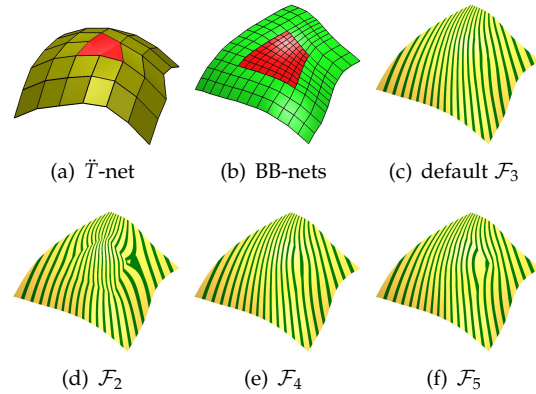 (a) T̈-net (b) BB-nets (c) default ℱ₃
(d) ℱ₂ (e) ℱ₄ (f) ℱ₅